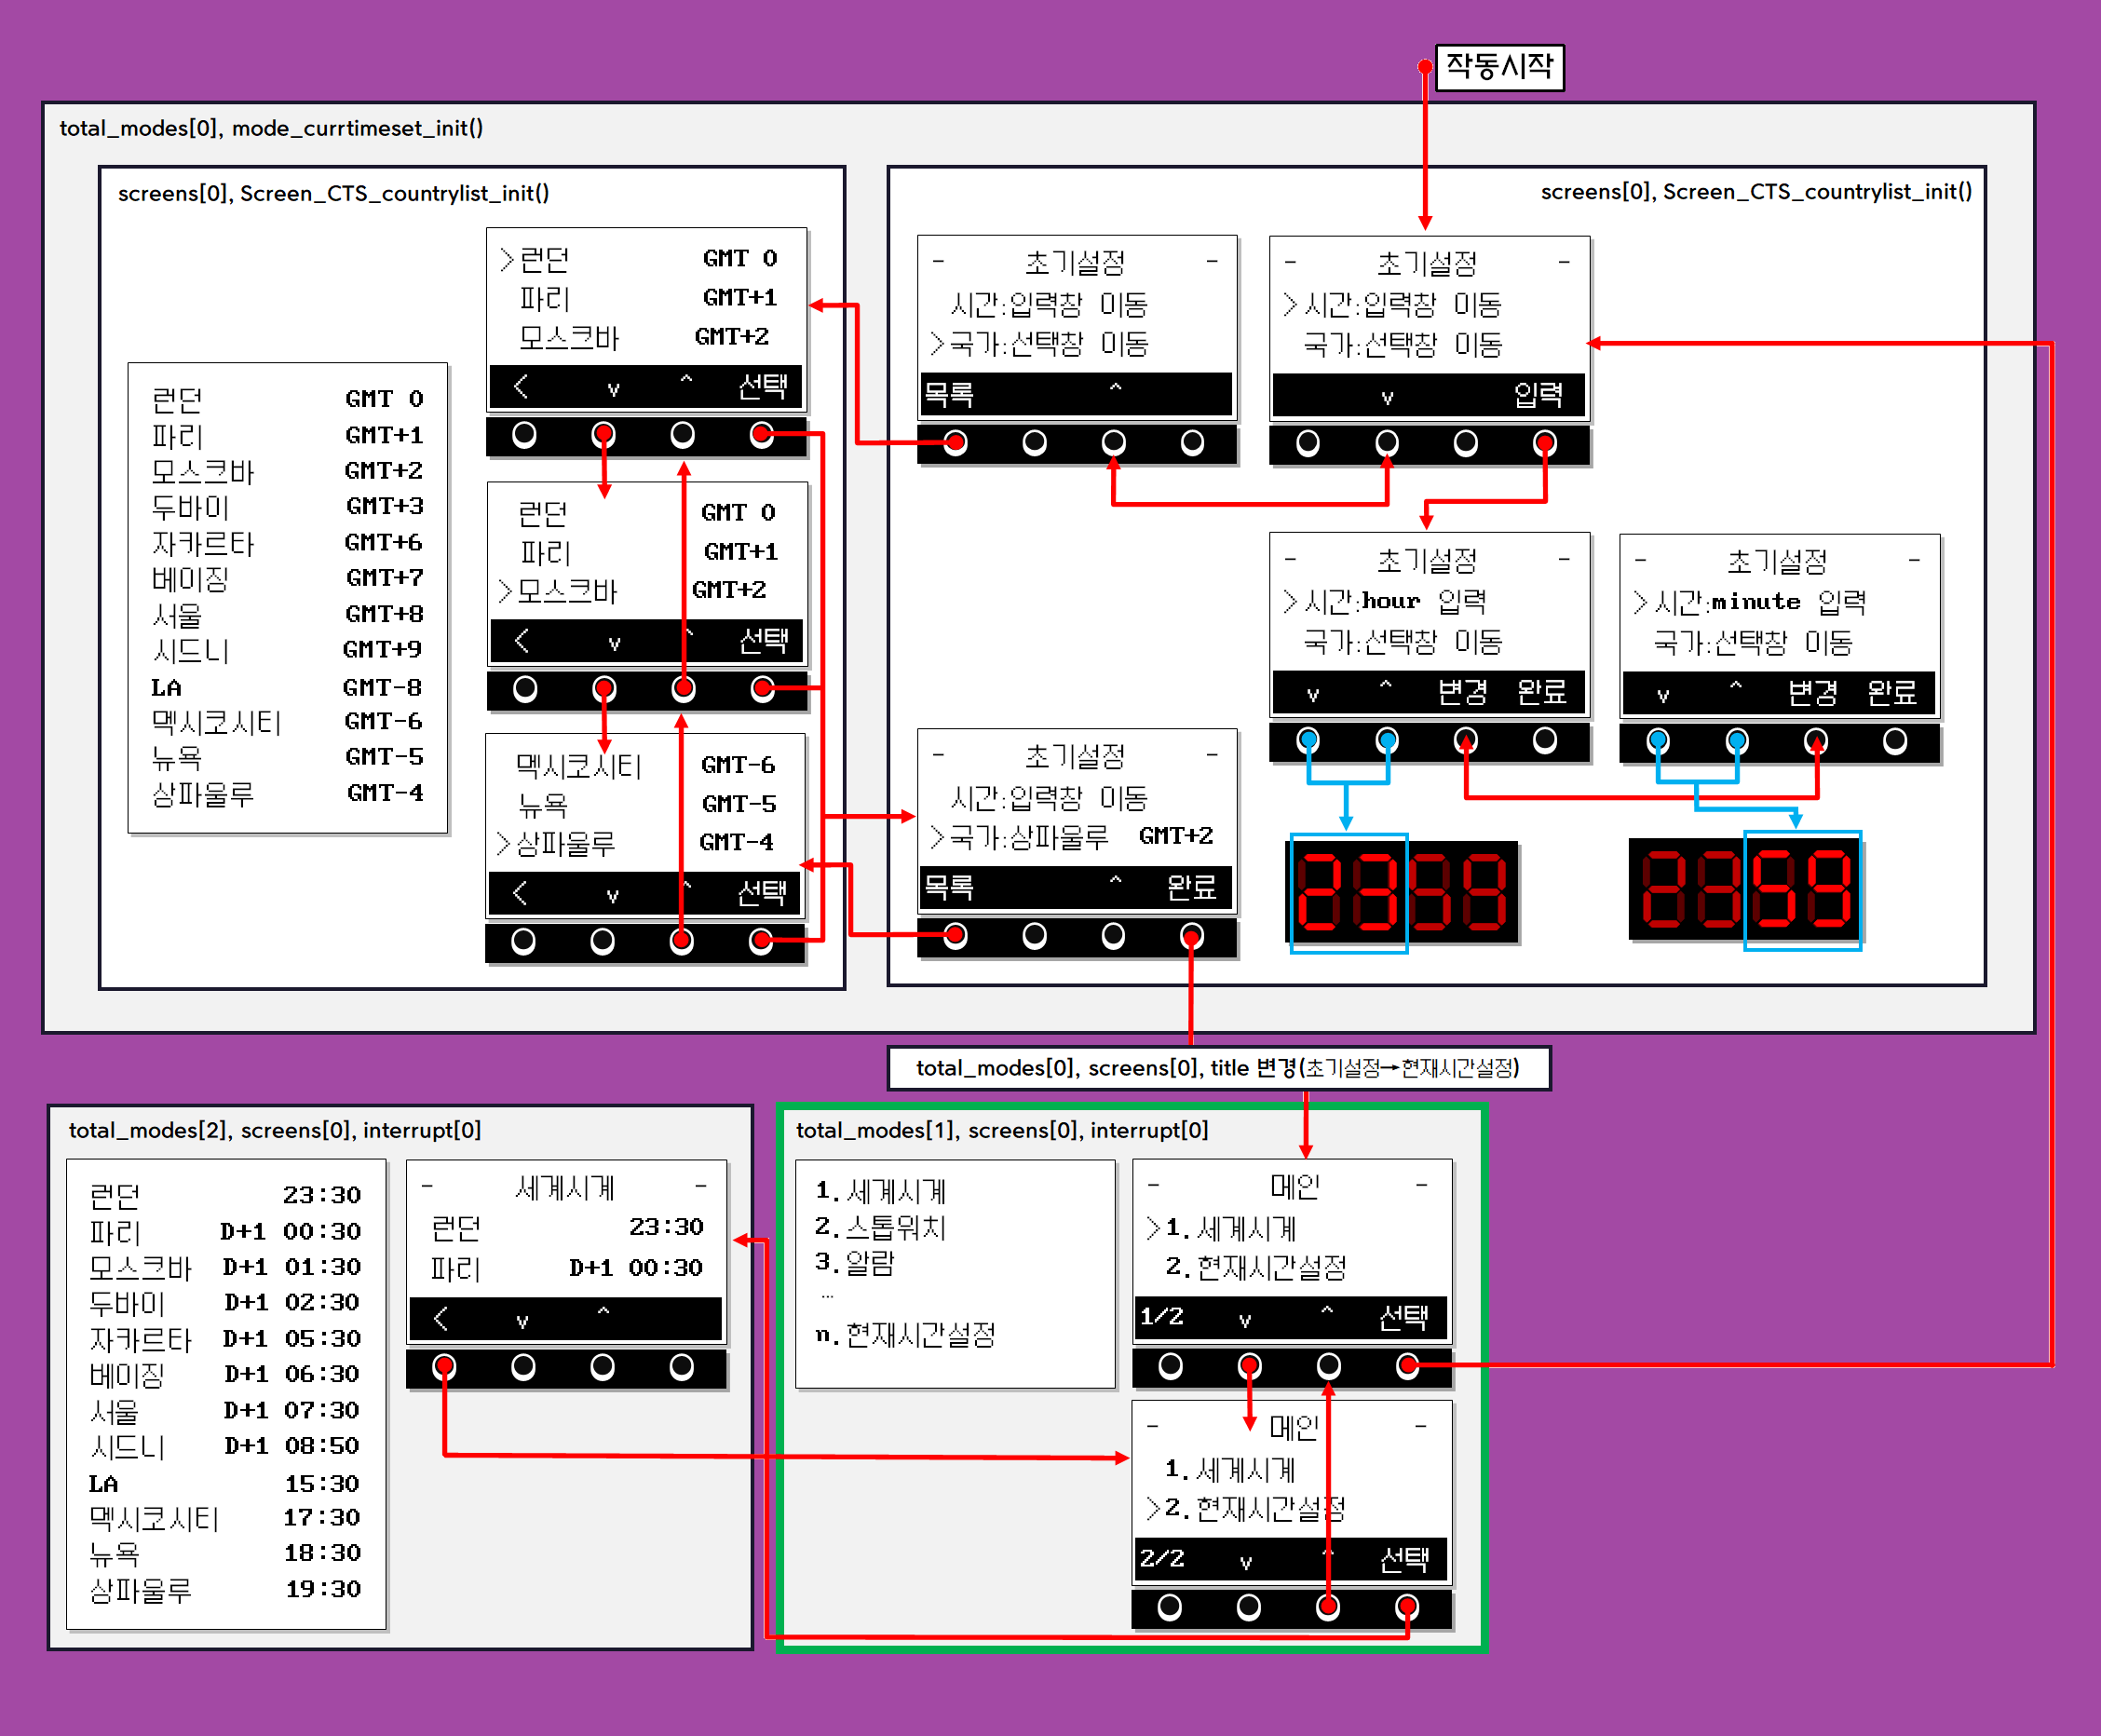 작동시작
total_modes[0], mode_currtimeset_init()
screens[0], Screen_CTS_countrylist_init()
런던 GMT 0
파리 GMT+1
모스크바 GMT+2
두바이 GMT+3
자카르타 GMT+6
베이징 GMT+7
서울 GMT+8
시드니 GMT+9
LA GMT-8
멕시코시티 GMT-6
뉴욕 GMT-5
상파울루 GMT-4
>런던 GMT 0
파리 GMT+1
모스크바 GMT+2
< v ^ 선택
런던 GMT 0
파리 GMT+1
>모스크바 GMT+2
< v ^ 선택
멕시코시티 GMT-6
뉴욕 GMT-5
>상파울루 GMT-4
< v ^ 선택
screens[0], Screen_CTS_countrylist_init()
- 초기설정 -
시간:입력창 이동
>국가:선택창 이동
목록 ^
- 초기설정 -
>시간:입력창 이동
국가:선택창 이동
v 입력
- 초기설정 -
>시간:hour 입력
국가:선택창 이동
v ^ 변경 완료
- 초기설정 -
>시간:minute 입력
국가:선택창 이동
v ^ 변경 완료
- 초기설정 -
시간:입력창 이동
>국가:상파울루 GMT+2
목록 ^ 완료
2359
2359
total_modes[0], screens[0], title 변경(초기설정→현재시간설정)
total_modes[2], screens[0], interrupt[0]
런던 23:30
파리 D+1 00:30
모스크바 D+1 01:30
두바이 D+1 02:30
자카르타 D+1 05:30
베이징 D+1 06:30
서울 D+1 07:30
시드니 D+1 08:50
LA 15:30
멕시코시티 17:30
뉴욕 18:30
상파울루 19:30
- 세계시계 -
런던 23:30
파리 D+1 00:30
< v ^
total_modes[1], screens[0], interrupt[0]
1.세계시계
2.스톱워치
3.알람
...
n.현재시간설정
- 메인 -
>1.세계시계
2.현재시간설정
1/2 v ^ 선택
- 메인 -
1.세계시계
>2.현재시간설정
2/2 v ^ 선택